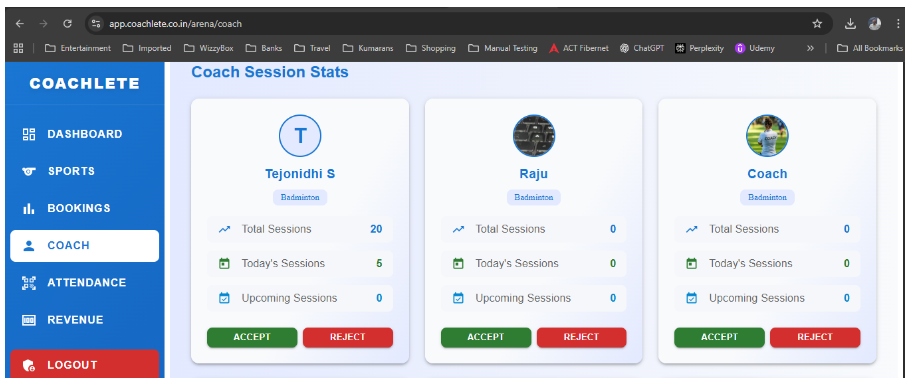 app.coachlete.co.in/arena/coach
Entertainment Imported WizzyBox Banks Travel Kumarans Shopping Manual Testing ACT Fibernet ChatGPT Perplexity Udemy » All Bookmarks
COACHLETE
DASHBOARD
SPORTS
BOOKINGS
COACH
ATTENDANCE
REVENUE
LOGOUT
Coach Session Stats
T
Tejonidhi S
Badminton
Total Sessions 20
Today's Sessions 5
Upcoming Sessions 0
ACCEPT REJECT
Raju
Badminton
Total Sessions 0
Today's Sessions 0
Upcoming Sessions 0
ACCEPT REJECT
Coach
Badminton
Total Sessions 0
Today's Sessions 0
Upcoming Sessions 0
ACCEPT REJECT